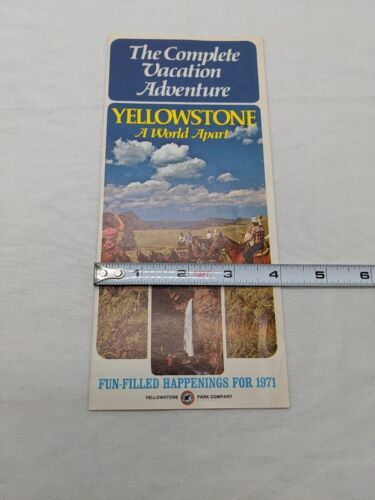 The Complete
Vacation
Adventure
YELLOWSTONE
A World Apart
1 2 3 4 5 6
FUN-FILLED HAPPENINGS FOR 1971
YELLOWSTONE PARK COMPANY